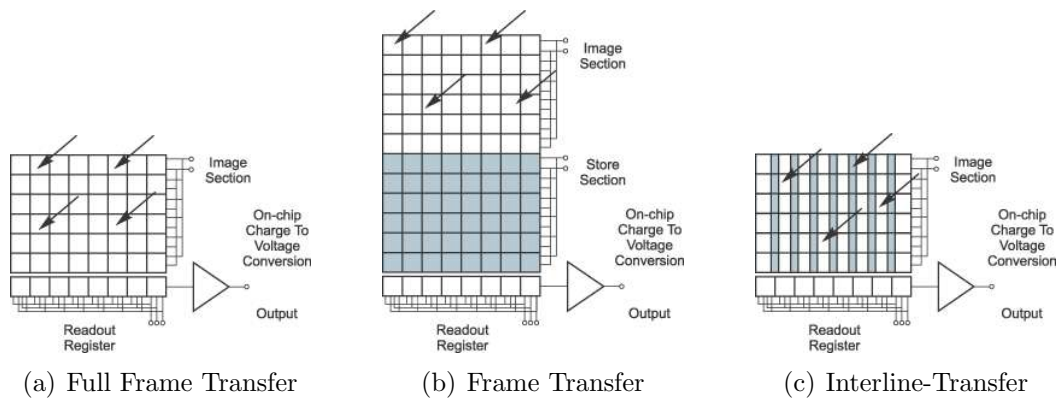 Image
Section
On-chip
Charge To
Voltage
Conversion
Output
Readout
Register
(a) Full Frame Transfer
Image
Section
Store
Section
On-chip
Charge To
Voltage
Conversion
Output
Readout
Register
(b) Frame Transfer
Image
Section
On-chip
Charge To
Voltage
Conversion
Output
Readout
Register
(c) Interline-Transfer